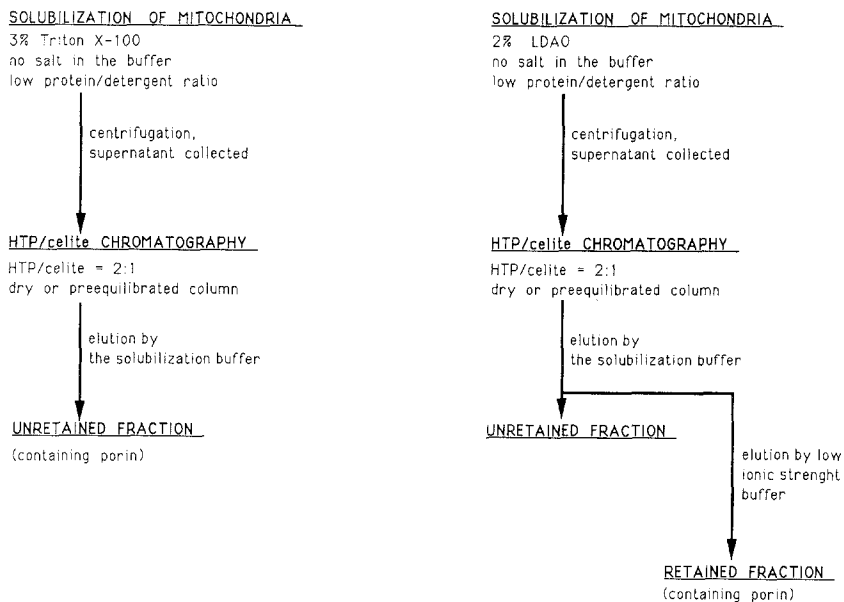 SOLUBILIZATION OF MITOCHONDRIA
3% Triton X-100
no salt in the buffer
low protein/detergent ratio
centrifugation,
supernatant collected
HTP/celite CHROMATOGRAPHY
HTP/celite = 2:1
dry or preequilibrated column
elution by
the solubilization buffer
UNRETAINED FRACTION
(containing porin)
SOLUBILIZATION OF MITOCHONDRIA
2% LDAO
no salt in the buffer
low protein/detergent ratio
centrifugation,
supernatant collected
HTP/celite CHROMATOGRAPHY
HTP/celite = 2:1
dry or preequilibrated column
elution by
the solubilization buffer
UNRETAINED FRACTION
elution by low
ionic strenght
buffer
RETAINED FRACTION
(containing porin)